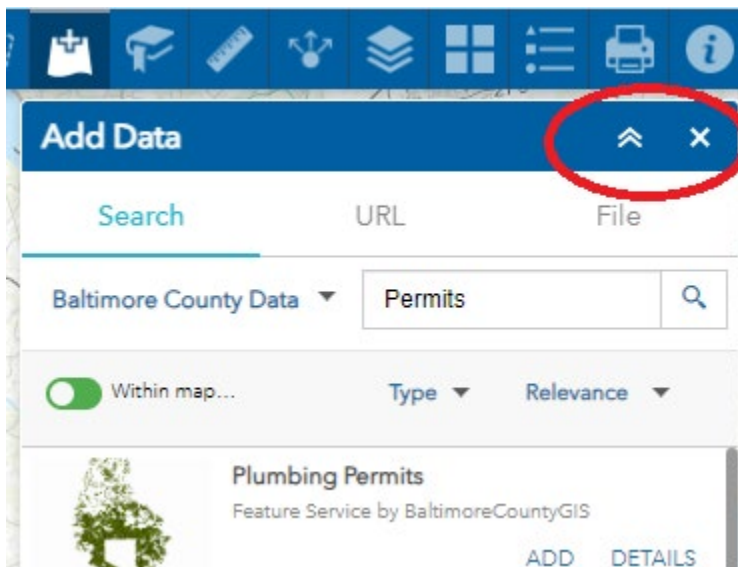 Add Data
Search URL File
Baltimore County Data Permits
Within map... Type Relevance
Plumbing Permits
Feature Service by BaltimoreCountyGIS
ADD DETAILS